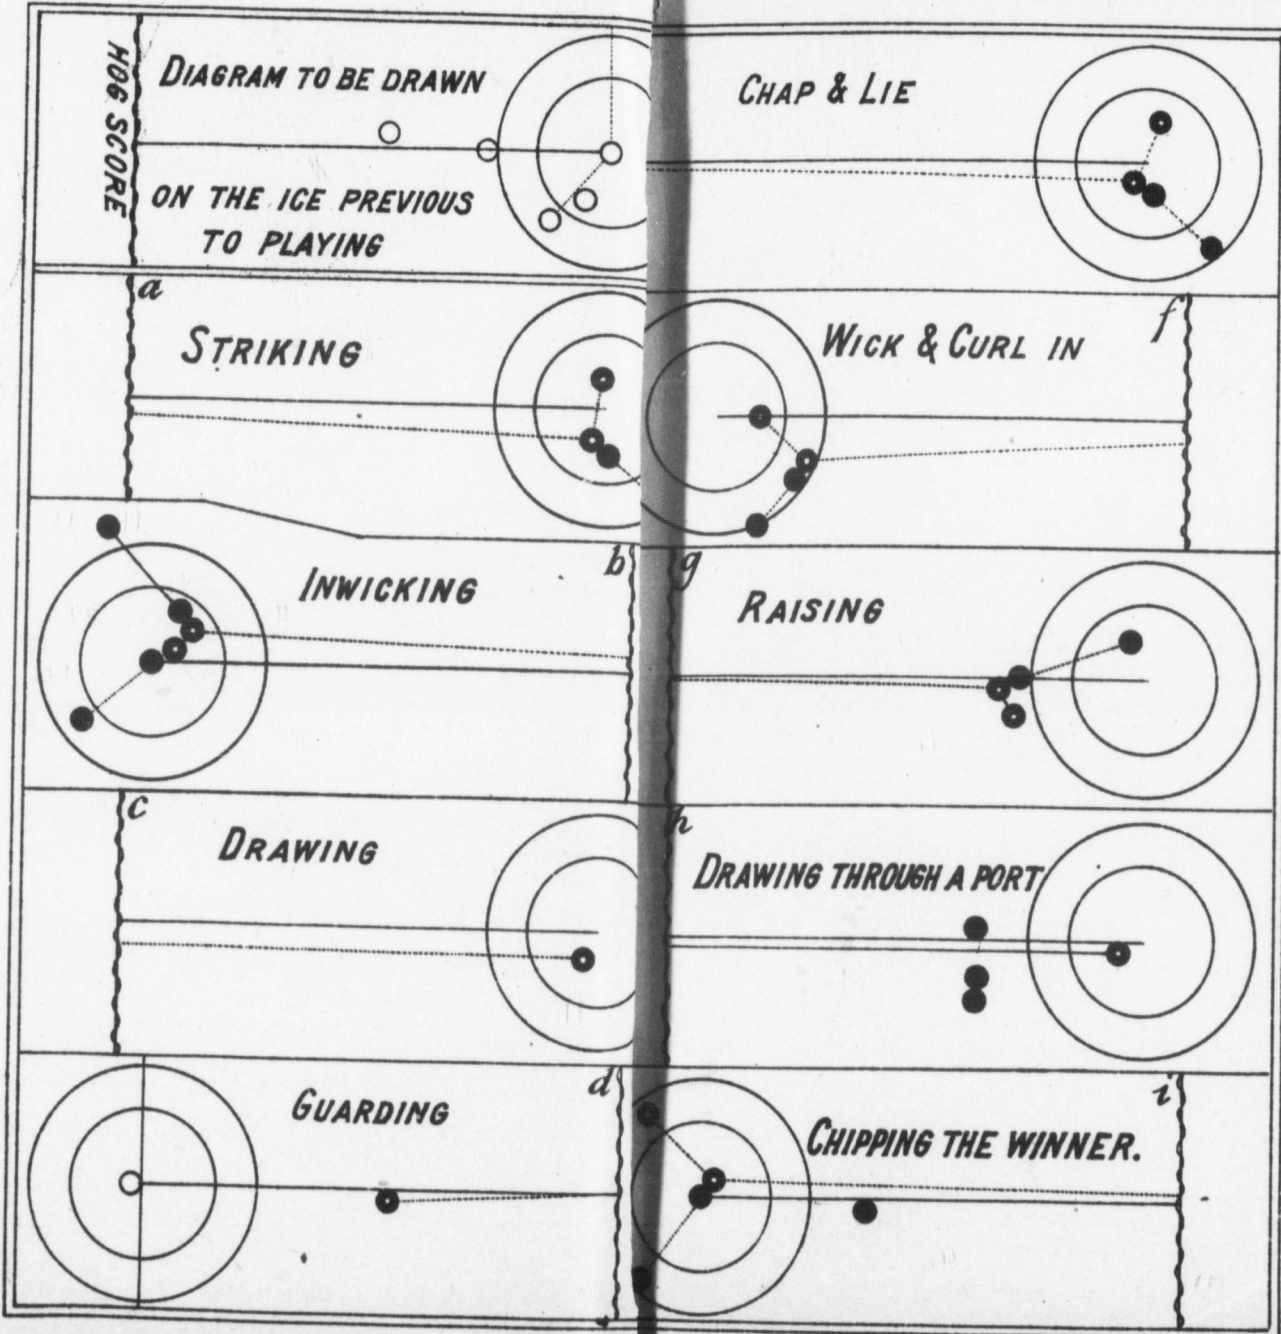 HOG SCORE
DIAGRAM TO BE DRAWN
ON THE ICE PREVIOUS
TO PLAYING
CHAP & LIE
a
STRIKING
WICK & CURL IN
f
INWICKING
b
g
RAISING
c
DRAWING
h
DRAWING THROUGH A PORT
GUARDING
d
CHIPPING THE WINNER.
i